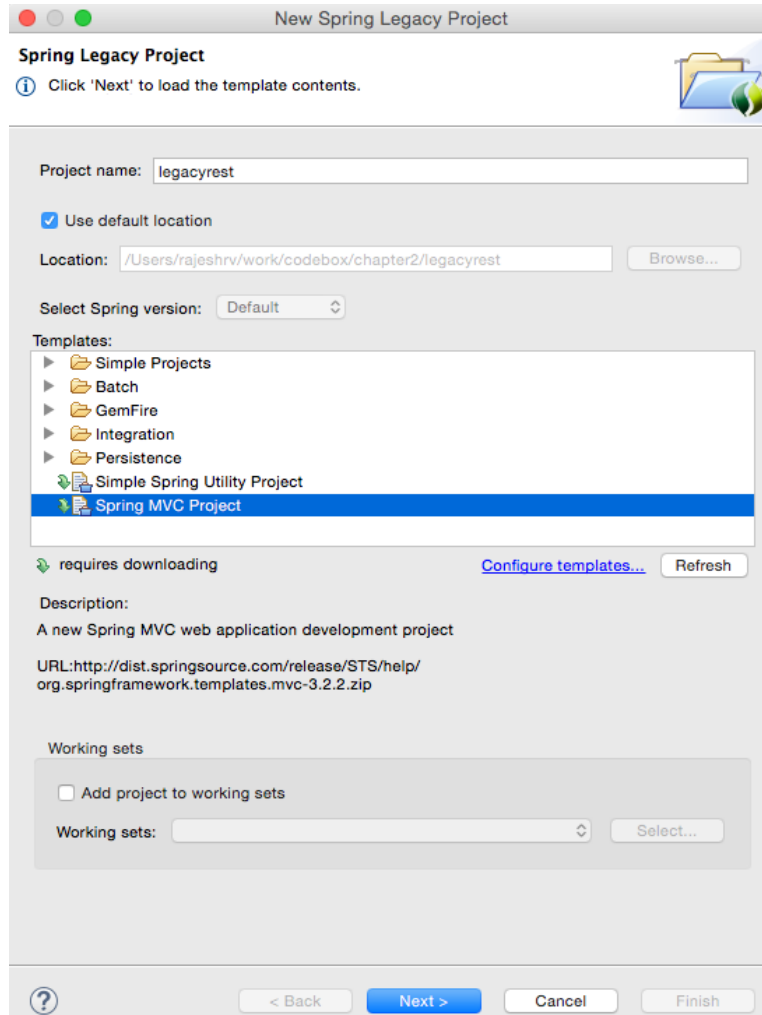 New Spring Legacy Project
Spring Legacy Project
Click 'Next' to load the template contents.
Project name: legacyrest
Use default location
Location: /Users/rajeshrv/work/codebox/chapter2/legacyrest Browse...
Select Spring version: Default
Templates:
Simple Projects
Batch
GemFire
Integration
Persistence
Simple Spring Utility Project
Spring MVC Project
requires downloading Configure templates... Refresh
Description:
A new Spring MVC web application development project
URL:http://dist.springsource.com/release/STS/help/
org.springframework.templates.mvc-3.2.2.zip
Working sets
Add project to working sets
Working sets: Select...
? < Back Next > Cancel Finish